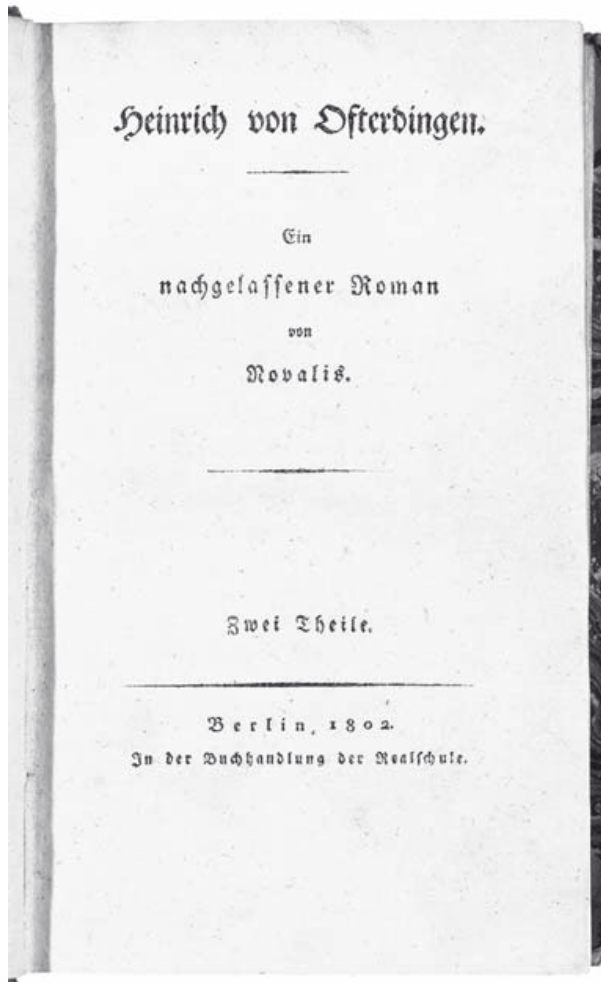 Heinrich von Ofterdingen.
Ein
nachgelassener Roman
von
Novalis.
Zwei Theile.
Berlin, 1802.
In der Buchhandlung der Realschule.